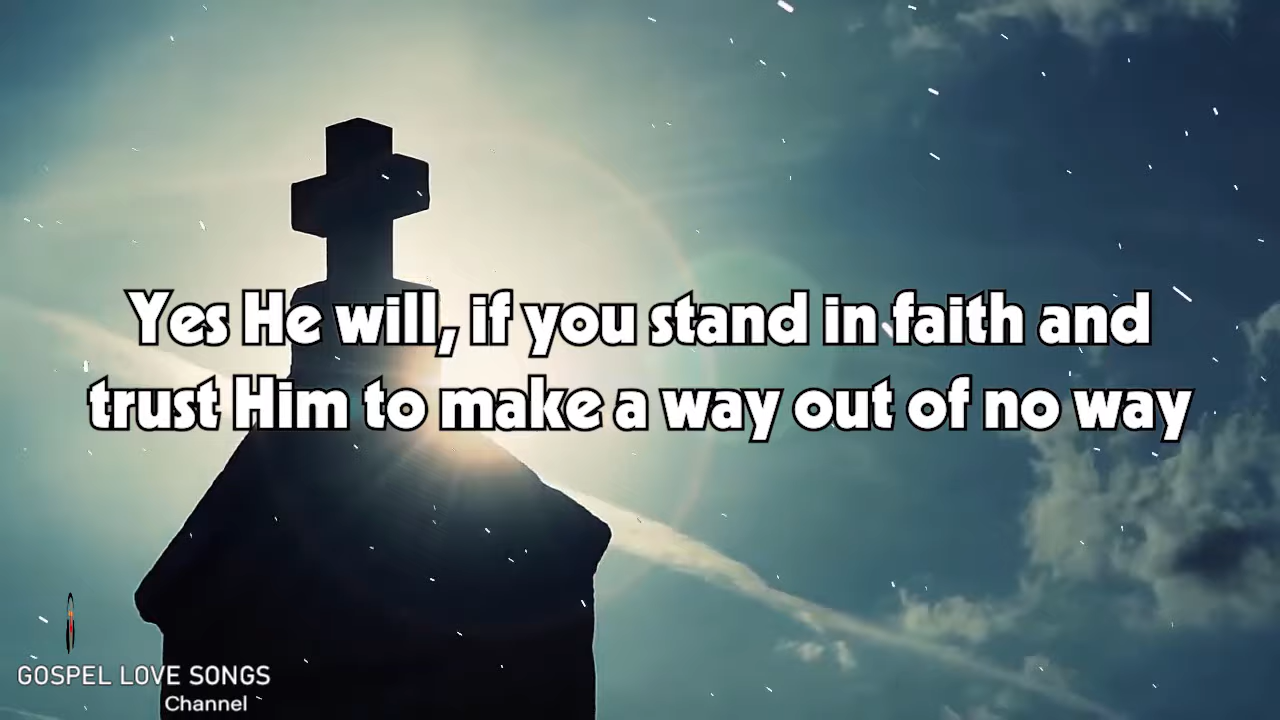 Yes He will, if you stand in faith and
trust Him to make a way out of no way
GOSPEL LOVE SONGS
Channel